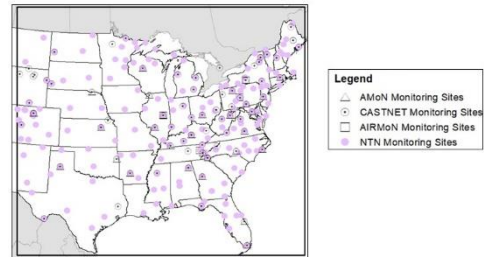 Legend
AMoN Monitoring Sites
CASTNET Monitoring Sites
AIRMoN Monitoring Sites
NTN Monitoring Sites